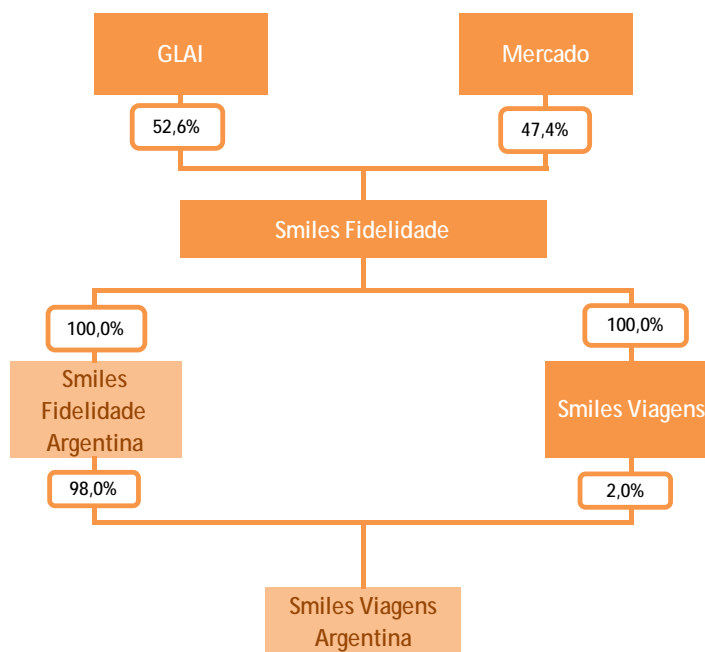 GLAI
Mercado
52,6%
47,4%
Smiles Fidelidade
100,0%
100,0%
Smiles
Fidelidade
Argentina
Smiles Viagens
98,0%
2,0%
Smiles Viagens
Argentina